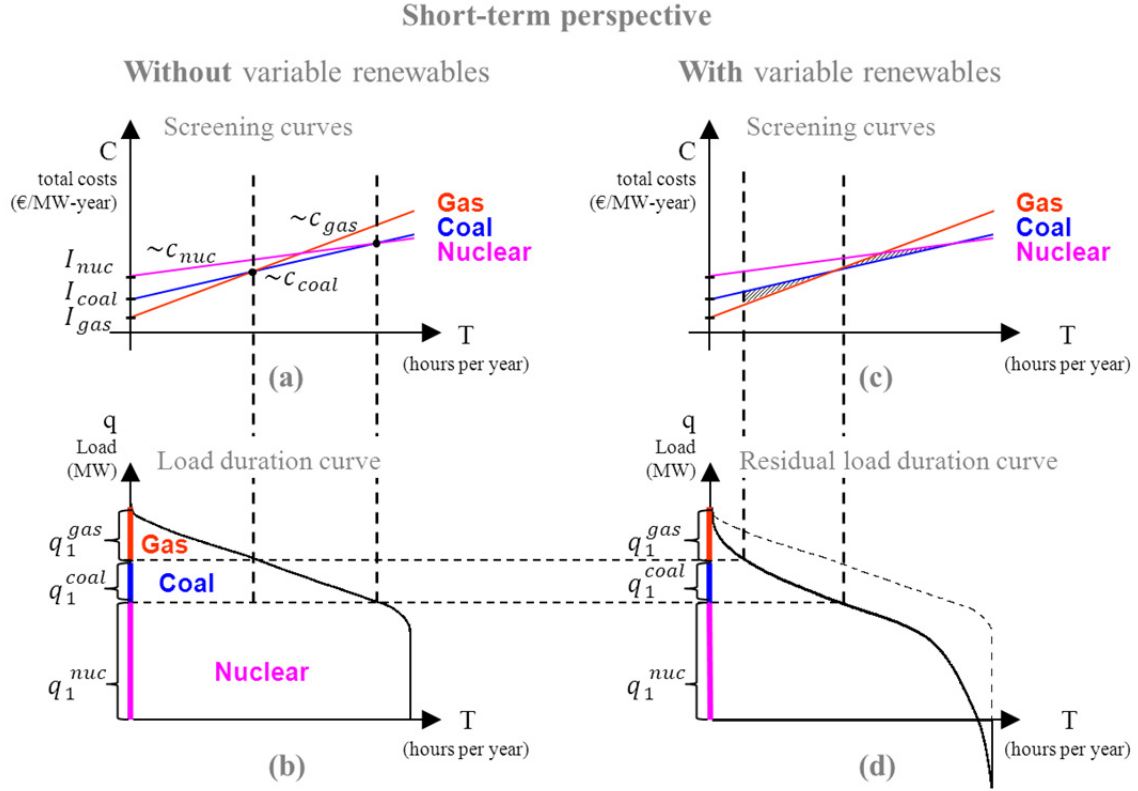 Short-term perspective
Without variable renewables
Screening curves
C
total costs
(€/MW-year)
Gas
Coal
Nuclear
~c_gas
~c_nuc
~c_coal
I_nuc
I_coal
I_gas
T
(hours per year)
(a)
With variable renewables
Screening curves
C
total costs
(€/MW-year)
Gas
Coal
Nuclear
T
(hours per year)
(c)
q
Load
(MW)
Load duration curve
q_1^gas
Gas
q_1^coal
Coal
q_1^nuc
Nuclear
T
(hours per year)
(b)
q
Load
(MW)
Residual load duration curve
q_1^gas
q_1^coal
q_1^nuc
T
(hours per year)
(d)